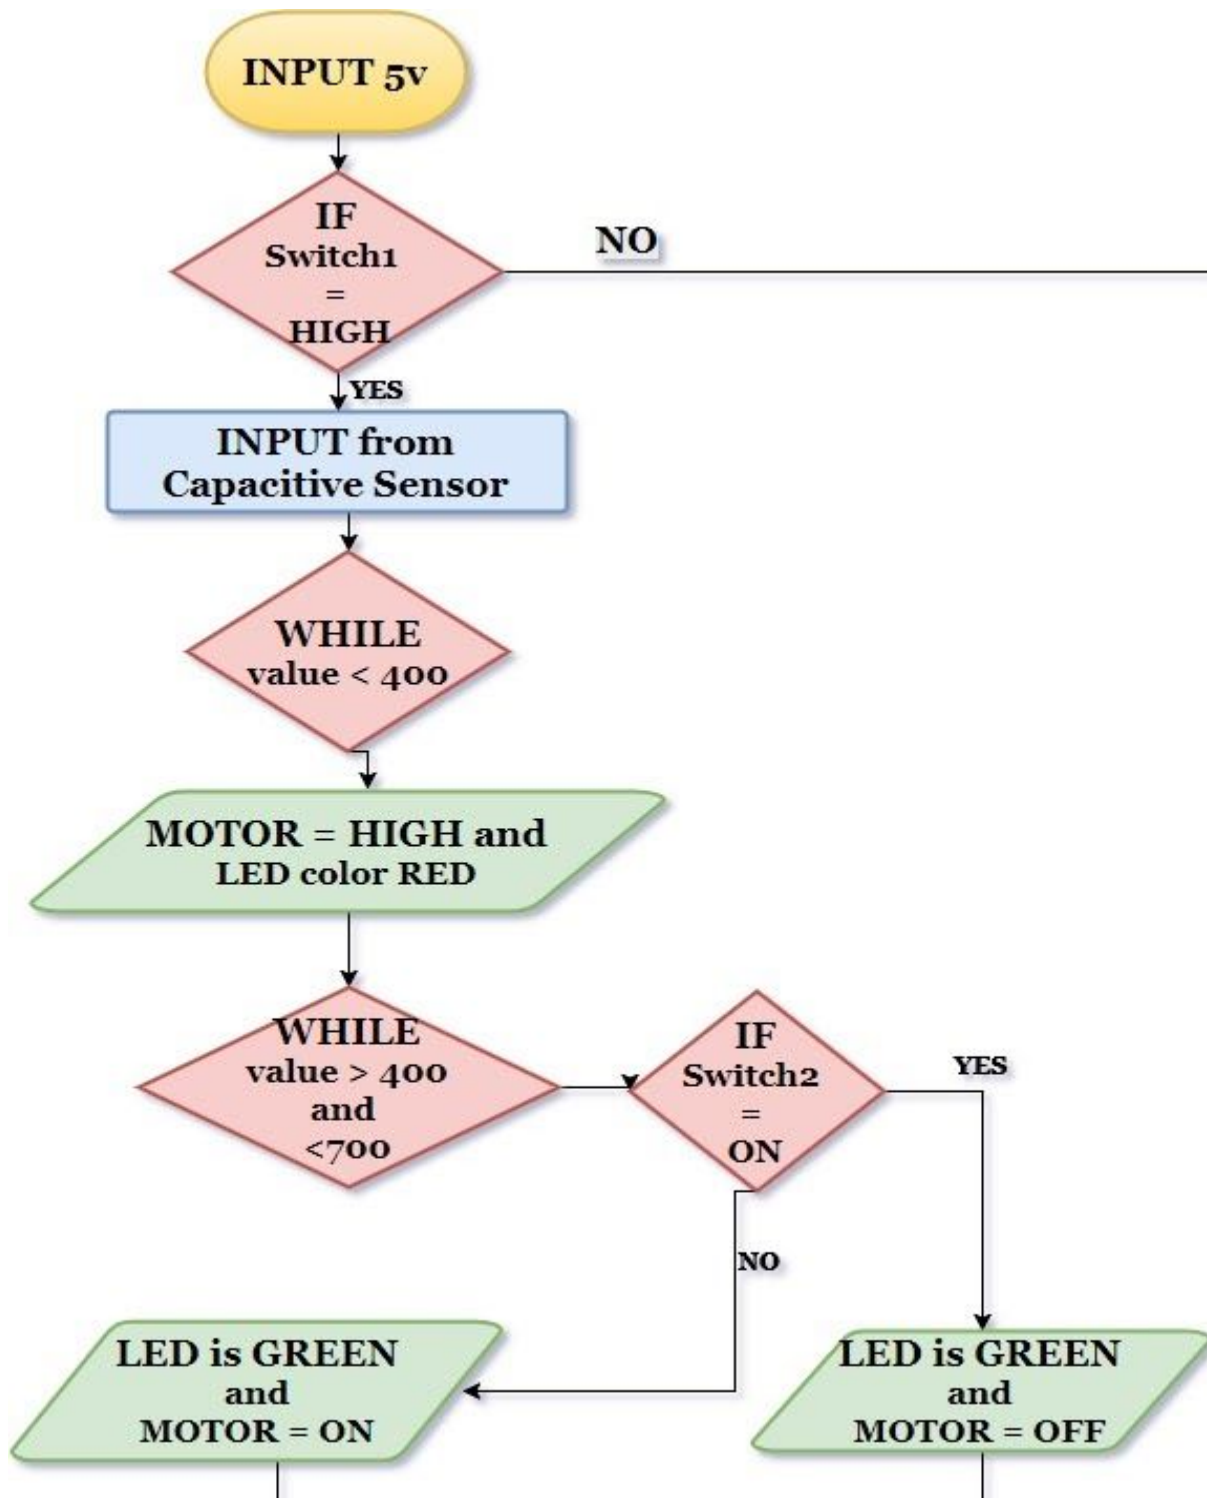 INPUT 5v
IF
Switch1
=
HIGH
NO
YES
INPUT from
Capacitive Sensor
WHILE
value < 400
MOTOR = HIGH and
LED color RED
WHILE
value > 400
and
<700
IF
Switch2
=
ON
YES
NO
LED is GREEN
and
MOTOR = ON
LED is GREEN
and
MOTOR = OFF